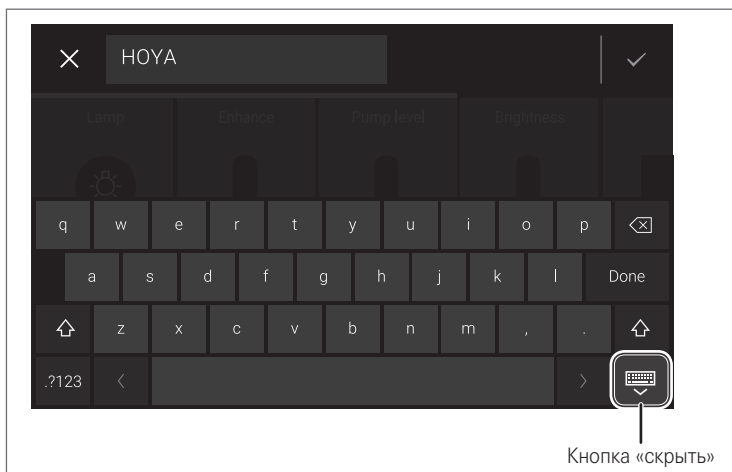 HOYA
Lamp Enhance Pump level Brightness
q w e r t y u i o p
a s d f g h j k l Done
z x c v b n m , .
.?123
Кнопка «скрыть»